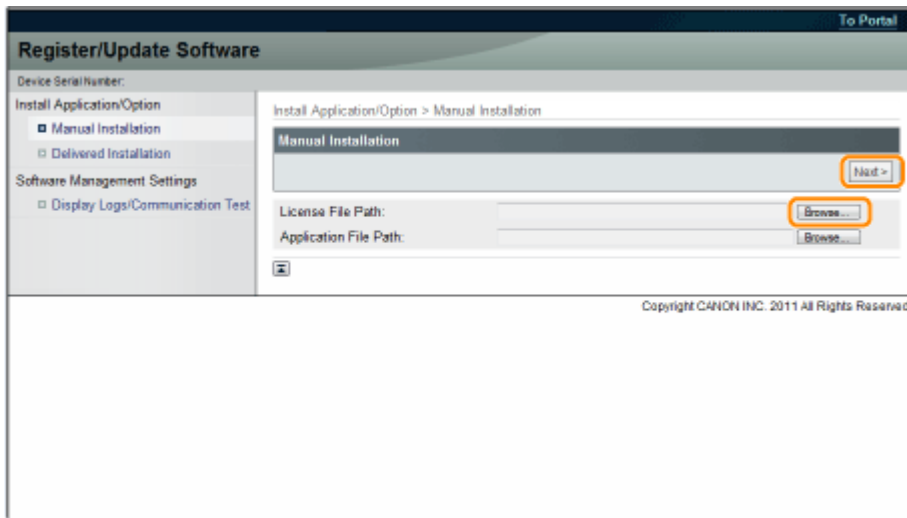 To Portal
Register/Update Software
Device Serial Number:
Install Application/Option
Manual Installation
Delivered Installation
Software Management Settings
Display Logs/Communication Test
Install Application/Option > Manual Installation
Manual Installation
Next >
License File Path:
Browse...
Application File Path:
Browse...
Copyright CANON INC. 2011 All Rights Reserved